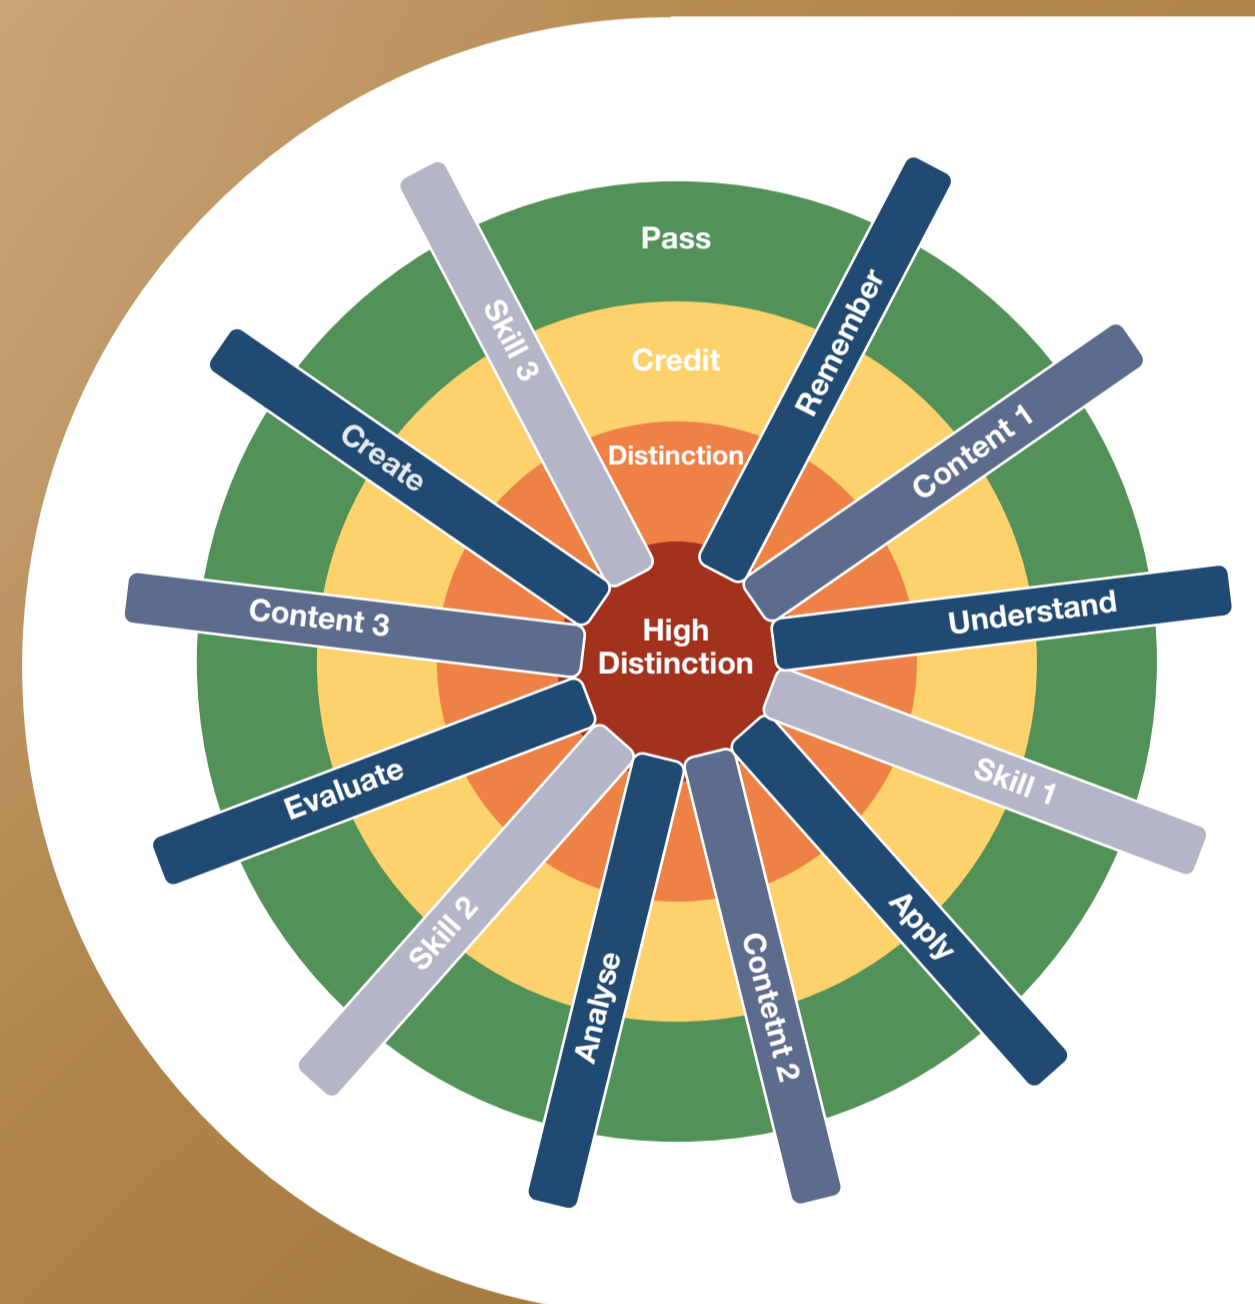 Pass
Credit
Distinction
High
Distinction
Remember
Content 1
Understand
Skill 1
Apply
Contetnt 2
Analyse
Skill 2
Evaluate
Content 3
Create
Skill 3